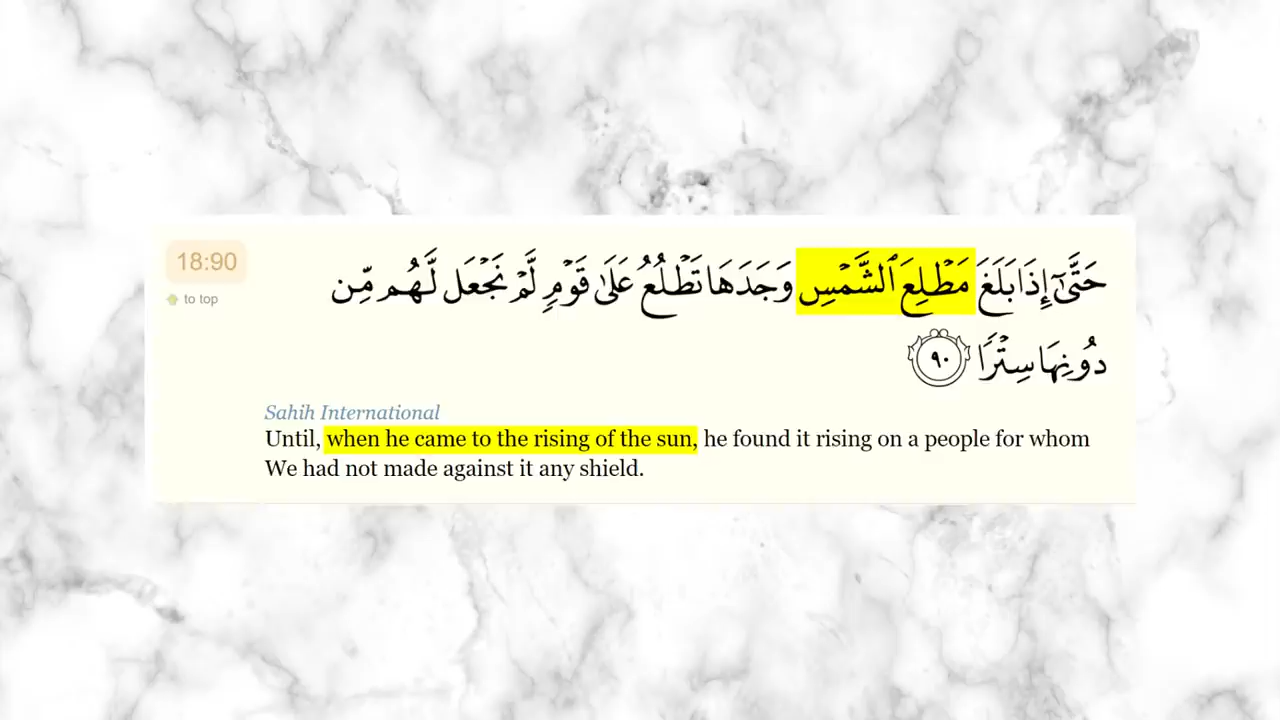 18:90
to top
حَتَّىٰٓ إِذَا بَلَغَ مَطْلِعَ ٱلشَّمْسِ وَجَدَهَا تَطْلُعُ عَلَىٰ قَوْمٍ لَّمْ نَجْعَل لَّهُم مِّن
دُونِهَا سِتْرًا ٩٠
Sahih International
Until, when he came to the rising of the sun, he found it rising on a people for whom
We had not made against it any shield.